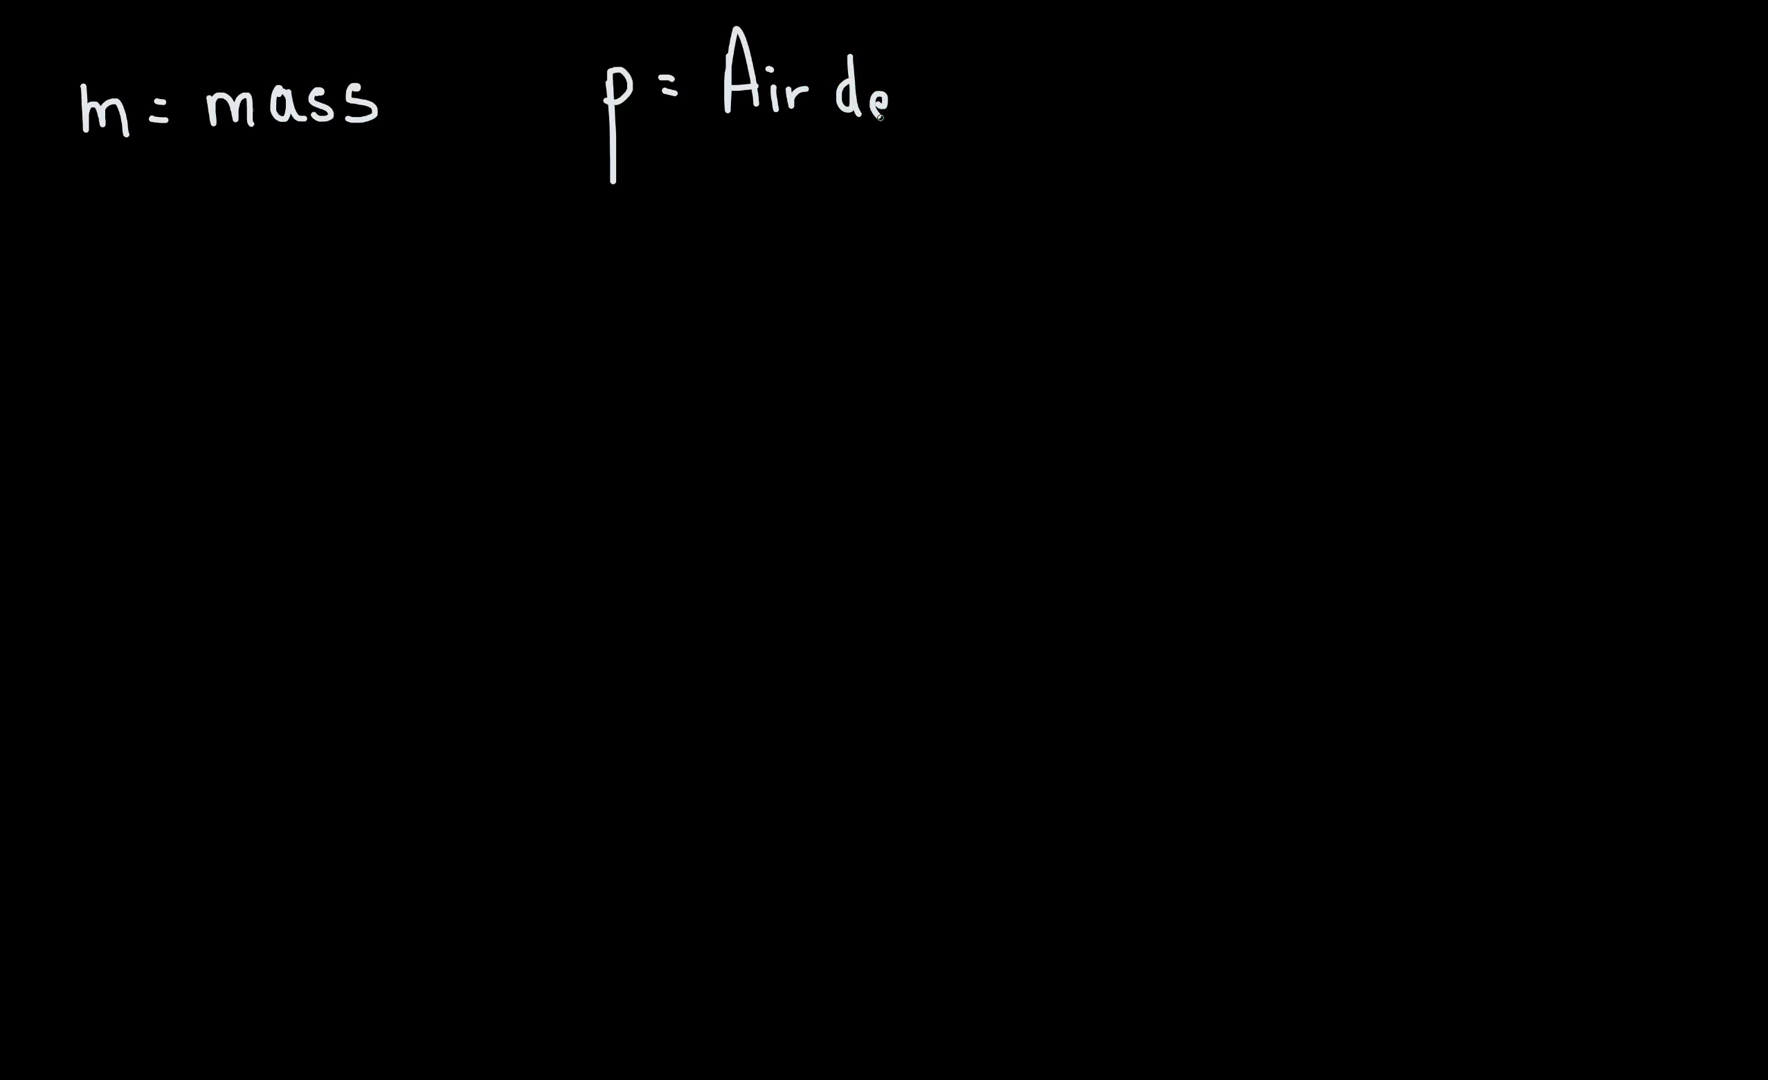 m = mass p = Air de